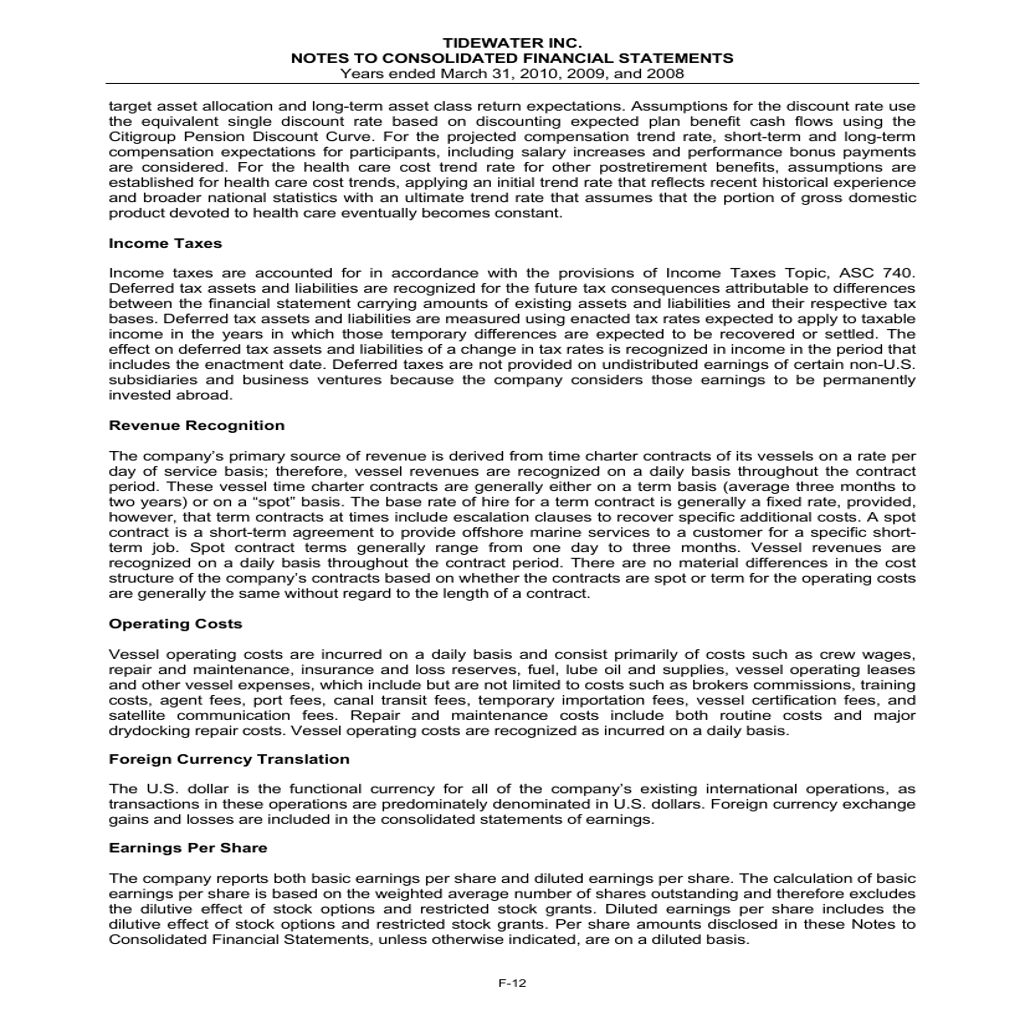 TIDEWATER INC.
NOTES TO CONSOLIDATED FINANCIAL STATEMENTS
Years ended March 31, 2010, 2009, and 2008
target asset allocation and long-term asset class return expectations. Assumptions for the discount rate use
the equivalent single discount rate based on discounting expected plan benefit cash flows using the
Citigroup Pension Discount Curve. For the projected compensation trend rate, short-term and long-term
compensation expectations for participants, including salary increases and performance bonus payments
are considered. For the health care cost trend rate for other postretirement benefits, assumptions are
established for health care cost trends, applying an initial trend rate that reflects recent historical experience
and broader national statistics with an ultimate trend rate that assumes that the portion of gross domestic
product devoted to health care eventually becomes constant.
Income Taxes
Income taxes are accounted for in accordance with the provisions of Income Taxes Topic, ASC 740.
Deferred tax assets and liabilities are recognized for the future tax consequences attributable to differences
between the financial statement carrying amounts of existing assets and liabilities and their respective tax
bases. Deferred tax assets and liabilities are measured using enacted tax rates expected to apply to taxable
income in the years in which those temporary differences are expected to be recovered or settled. The
effect on deferred tax assets and liabilities of a change in tax rates is recognized in income in the period that
includes the enactment date. Deferred taxes are not provided on undistributed earnings of certain non-U.S.
subsidiaries and business ventures because the company considers those earnings to be permanently
invested abroad.
Revenue Recognition
The company’s primary source of revenue is derived from time charter contracts of its vessels on a rate per
day of service basis; therefore, vessel revenues are recognized on a daily basis throughout the contract
period. These vessel time charter contracts are generally either on a term basis (average three months to
two years) or on a “spot” basis. The base rate of hire for a term contract is generally a fixed rate, provided,
however, that term contracts at times include escalation clauses to recover specific additional costs. A spot
contract is a short-term agreement to provide offshore marine services to a customer for a specific short-
term job. Spot contract terms generally range from one day to three months. Vessel revenues are
recognized on a daily basis throughout the contract period. There are no material differences in the cost
structure of the company’s contracts based on whether the contracts are spot or term for the operating costs
are generally the same without regard to the length of a contract.
Operating Costs
Vessel operating costs are incurred on a daily basis and consist primarily of costs such as crew wages,
repair and maintenance, insurance and loss reserves, fuel, lube oil and supplies, vessel operating leases
and other vessel expenses, which include but are not limited to costs such as brokers commissions, training
costs, agent fees, port fees, canal transit fees, temporary importation fees, vessel certification fees, and
satellite communication fees. Repair and maintenance costs include both routine costs and major
drydocking repair costs. Vessel operating costs are recognized as incurred on a daily basis.
Foreign Currency Translation
The U.S. dollar is the functional currency for all of the company’s existing international operations, as
transactions in these operations are predominately denominated in U.S. dollars. Foreign currency exchange
gains and losses are included in the consolidated statements of earnings.
Earnings Per Share
The company reports both basic earnings per share and diluted earnings per share. The calculation of basic
earnings per share is based on the weighted average number of shares outstanding and therefore excludes
the dilutive effect of stock options and restricted stock grants. Diluted earnings per share includes the
dilutive effect of stock options and restricted stock grants. Per share amounts disclosed in these Notes to
Consolidated Financial Statements, unless otherwise indicated, are on a diluted basis.
F-12